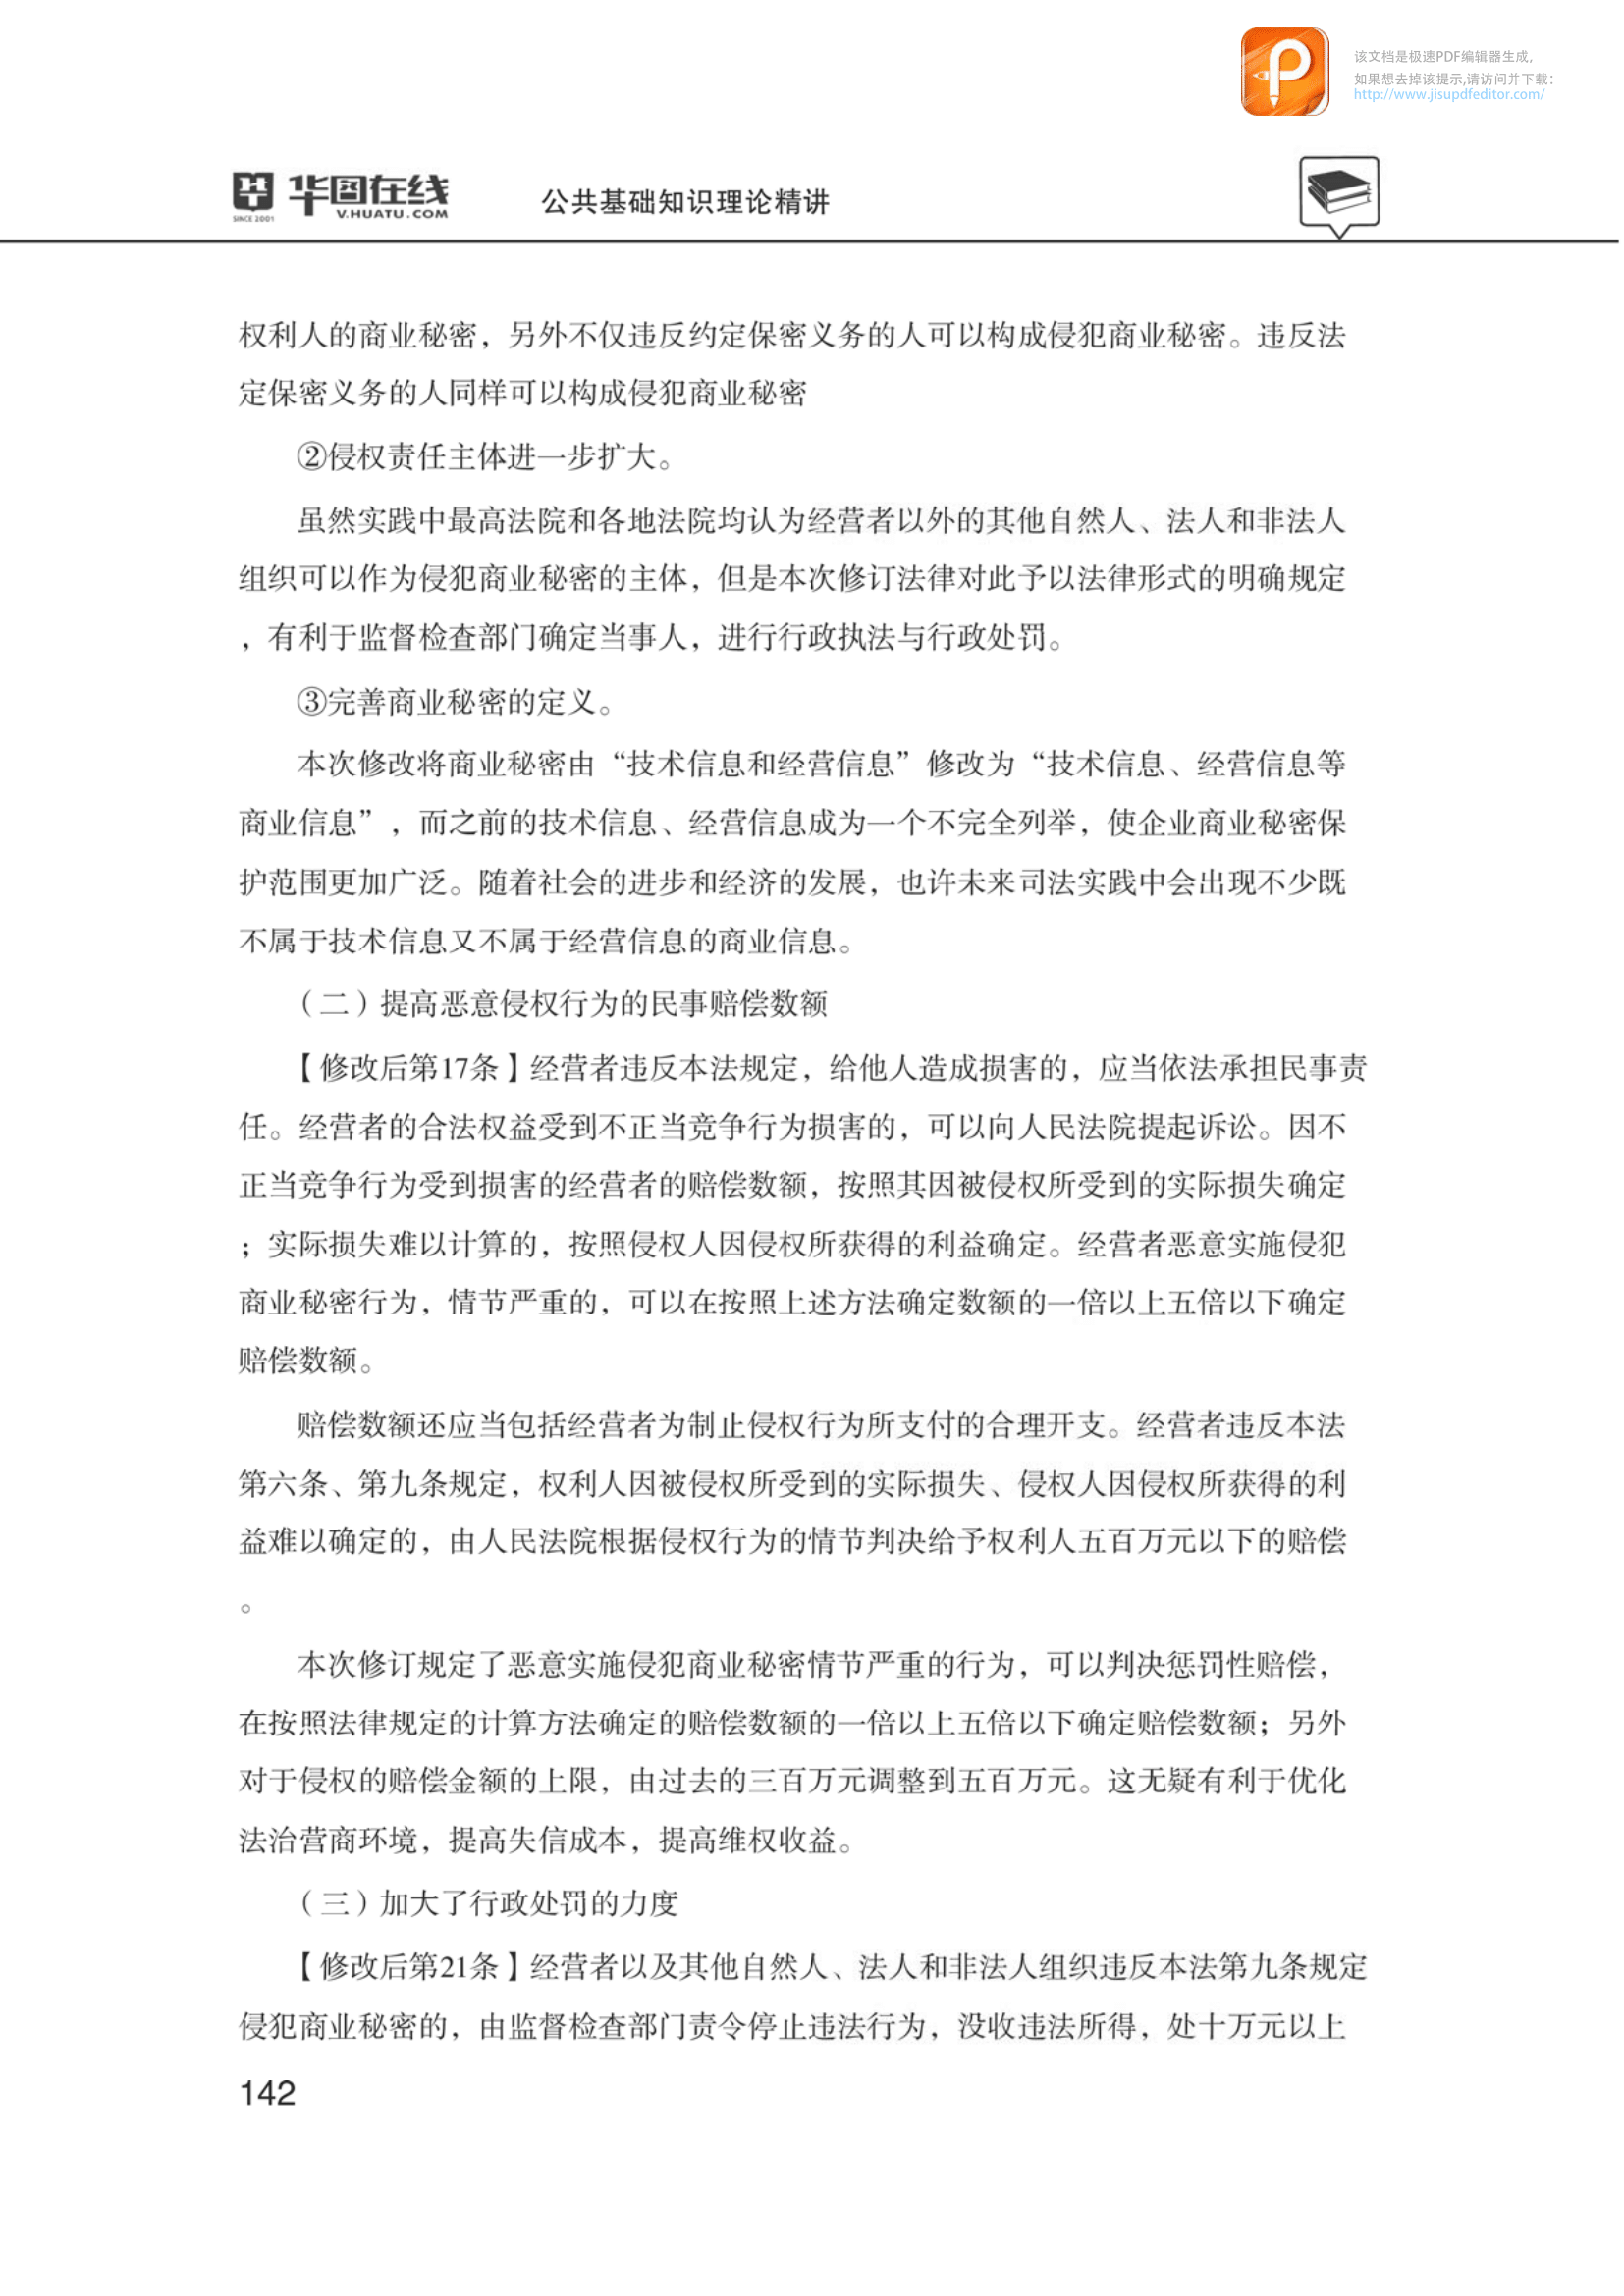 该文档是极速PDF编辑器生成，
如果想去掉该提示,请访问并下载：
http://www.jisupdfeditor.com/
SINCE 2001
华图在线
V.HUATU.COM
公共基础知识理论精讲
权利人的商业秘密，另外不仅违反约定保密义务的人可以构成侵犯商业秘密。违反法
定保密义务的人同样可以构成侵犯商业秘密
②侵权责任主体进一步扩大。
虽然实践中最高法院和各地法院均认为经营者以外的其他自然人、法人和非法人
组织可以作为侵犯商业秘密的主体，但是本次修订法律对此予以法律形式的明确规定
，有利于监督检查部门确定当事人，进行行政执法与行政处罚。
③完善商业秘密的定义。
本次修改将商业秘密由“技术信息和经营信息”修改为“技术信息、经营信息等
商业信息”，而之前的技术信息、经营信息成为一个不完全列举，使企业商业秘密保
护范围更加广泛。随着社会的进步和经济的发展，也许未来司法实践中会出现不少既
不属于技术信息又不属于经营信息的商业信息。
（二）提高恶意侵权行为的民事赔偿数额
【修改后第17条】经营者违反本法规定，给他人造成损害的，应当依法承担民事责
任。经营者的合法权益受到不正当竞争行为损害的，可以向人民法院提起诉讼。因不
正当竞争行为受到损害的经营者的赔偿数额，按照其因被侵权所受到的实际损失确定
；实际损失难以计算的，按照侵权人因侵权所获得的利益确定。经营者恶意实施侵犯
商业秘密行为，情节严重的，可以在按照上述方法确定数额的一倍以上五倍以下确定
赔偿数额。
赔偿数额还应当包括经营者为制止侵权行为所支付的合理开支。经营者违反本法
第六条、第九条规定，权利人因被侵权所受到的实际损失、侵权人因侵权所获得的利
益难以确定的，由人民法院根据侵权行为的情节判决给予权利人五百万元以下的赔偿
。
本次修订规定了恶意实施侵犯商业秘密情节严重的行为，可以判决惩罚性赔偿，
在按照法律规定的计算方法确定的赔偿数额的一倍以上五倍以下确定赔偿数额；另外
对于侵权的赔偿金额的上限，由过去的三百万元调整到五百万元。这无疑有利于优化
法治营商环境，提高失信成本，提高维权收益。
（三）加大了行政处罚的力度
【修改后第21条】经营者以及其他自然人、法人和非法人组织违反本法第九条规定
侵犯商业秘密的，由监督检查部门责令停止违法行为，没收违法所得，处十万元以上
142